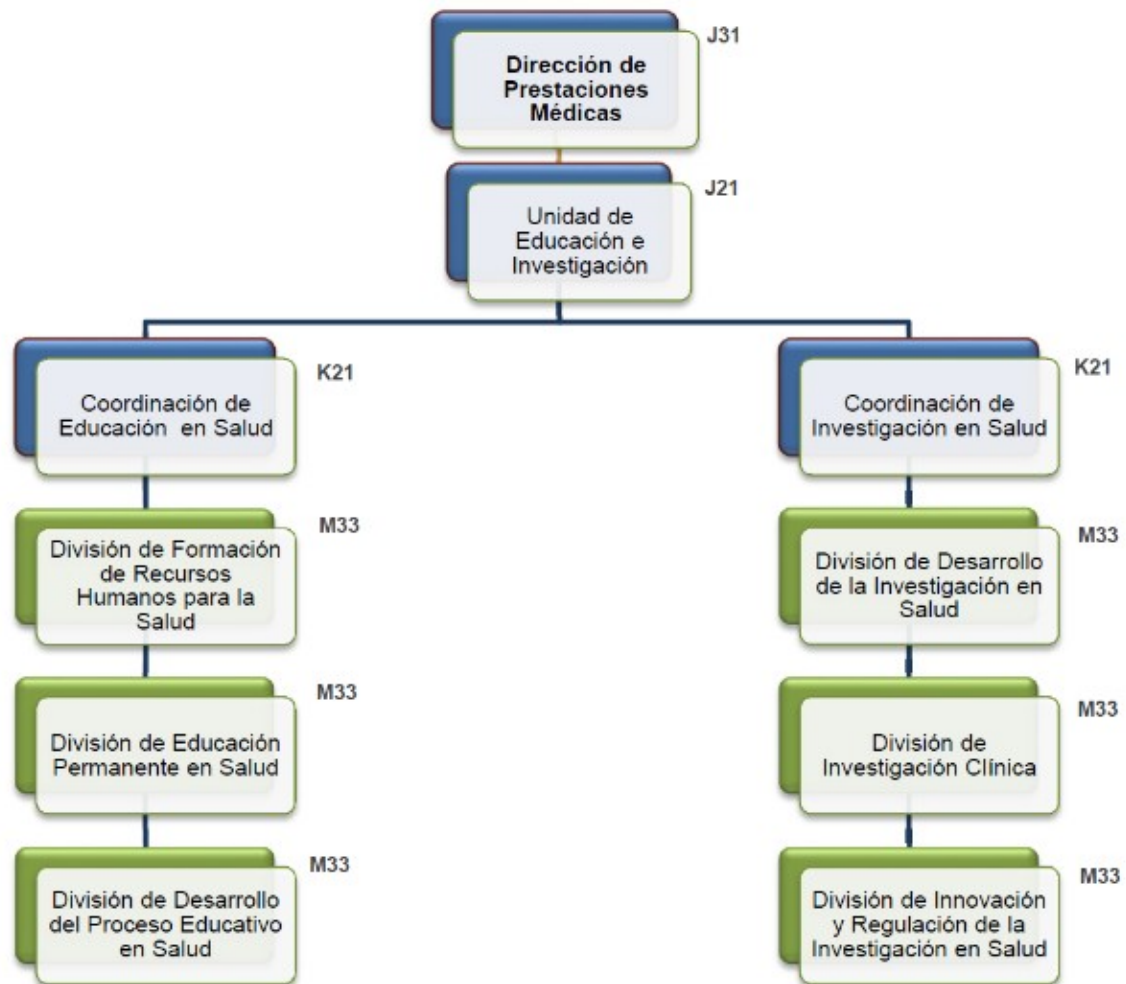 J31
Dirección de
Prestaciones
Médicas
J21
Unidad de
Educación e
Investigación
K21
Coordinación de
Educación en Salud
K21
Coordinación de
Investigación en Salud
M33
División de Formación
de Recursos
Humanos para la
Salud
M33
División de Desarrollo
de la Investigación en
Salud
M33
División de Educación
Permanente en Salud
M33
División de
Investigación Clínica
M33
División de Desarrollo
del Proceso Educativo
en Salud
M33
División de Innovación
y Regulación de la
Investigación en Salud